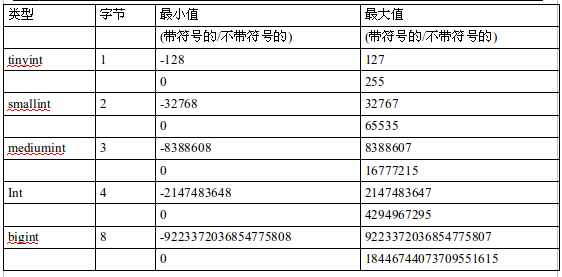 类型 字节 最小值 最大值
(带符号的/不带符号的) (带符号的/不带符号的)
tinyint 1 -128 127
0 255
smallint 2 -32768 32767
0 65535
mediumint 3 -8388608 8388607
0 16777215
Int 4 -2147483648 2147483647
0 4294967295
bigint 8 -9223372036854775808 9223372036854775807
0 18446744073709551615